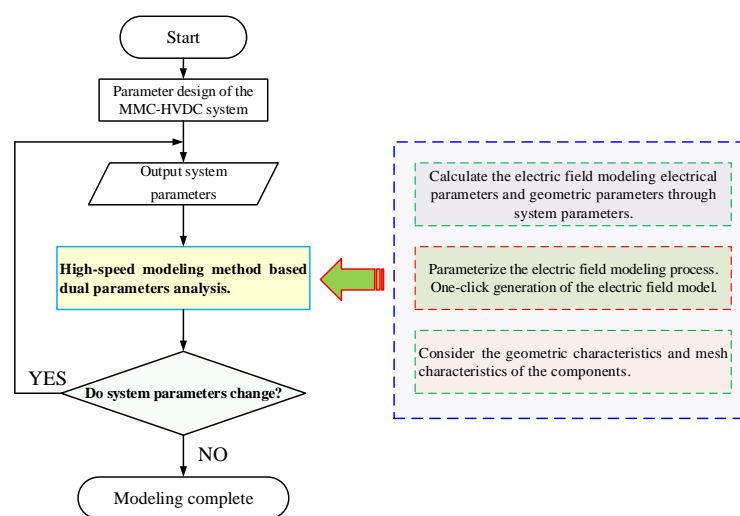 Start
Parameter design of the
MMC-HVDC system
Output system
parameters
High-speed modeling method based
dual parameters analysis.
Do system parameters change?
YES
NO
Modeling complete
Calculate the electric field modeling electrical
parameters and geometric parameters through
system parameters.
Parameterize the electric field modeling process.
One-click generation of the electric field model.
Consider the geometric characteristics and mesh
characteristics of the components.